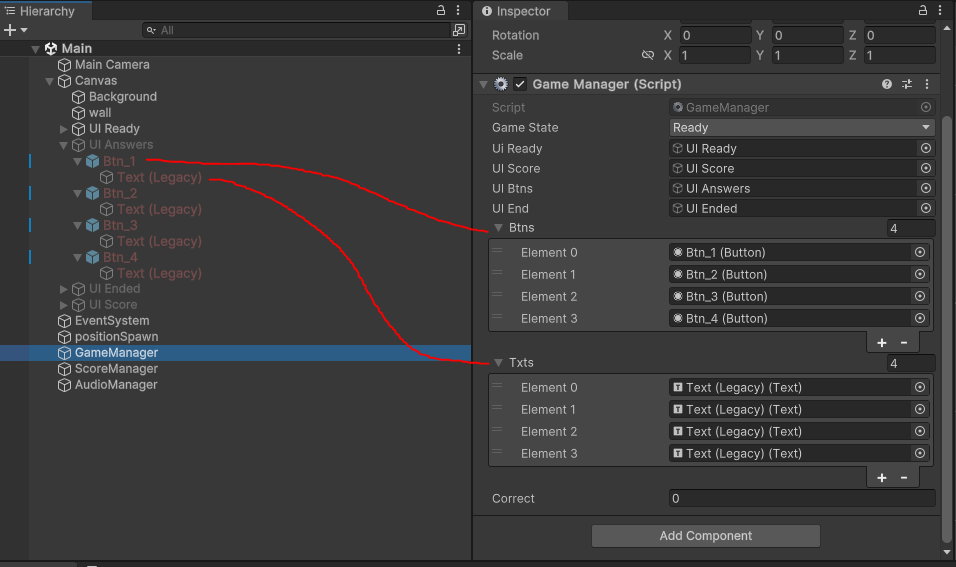 Hierarchy
All
Main
Main Camera
Canvas
Background
wall
UI Ready
UI Answers
Btn_1
Text (Legacy)
Btn_2
Text (Legacy)
Btn_3
Text (Legacy)
Btn_4
Text (Legacy)
UI Ended
UI Score
EventSystem
positionSpawn
GameManager
ScoreManager
AudioManager
Inspector
Rotation X 0 Y 0 Z 0
Scale X 1 Y 1 Z 1
Game Manager (Script)
Script GameManager
Game State Ready
Ui Ready UI Ready
UI Score UI Score
UI Btns UI Answers
UI End UI Ended
Btns 4
Element 0 Btn_1 (Button)
Element 1 Btn_2 (Button)
Element 2 Btn_3 (Button)
Element 3 Btn_4 (Button)
+ -
Txts 4
Element 0 Text (Legacy) (Text)
Element 1 Text (Legacy) (Text)
Element 2 Text (Legacy) (Text)
Element 3 Text (Legacy) (Text)
+ -
Correct 0
Add Component